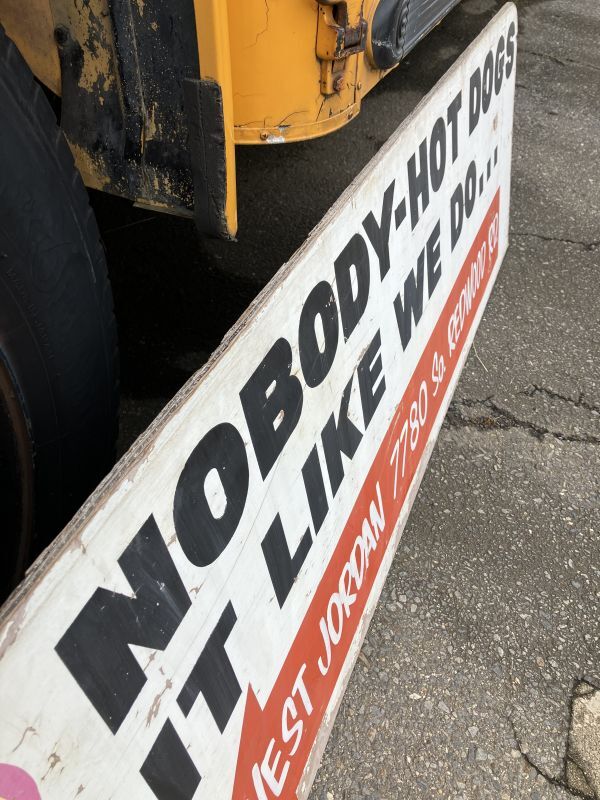 NOBODY-HOT DOGS
IT LIKE WE DO...
WEST JORDAN 7780 So. REDWOOD RD